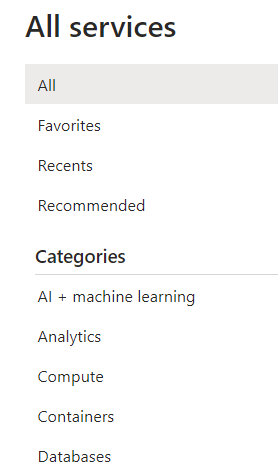 All services
All
Favorites
Recents
Recommended
Categories
AI + machine learning
Analytics
Compute
Containers
Databases